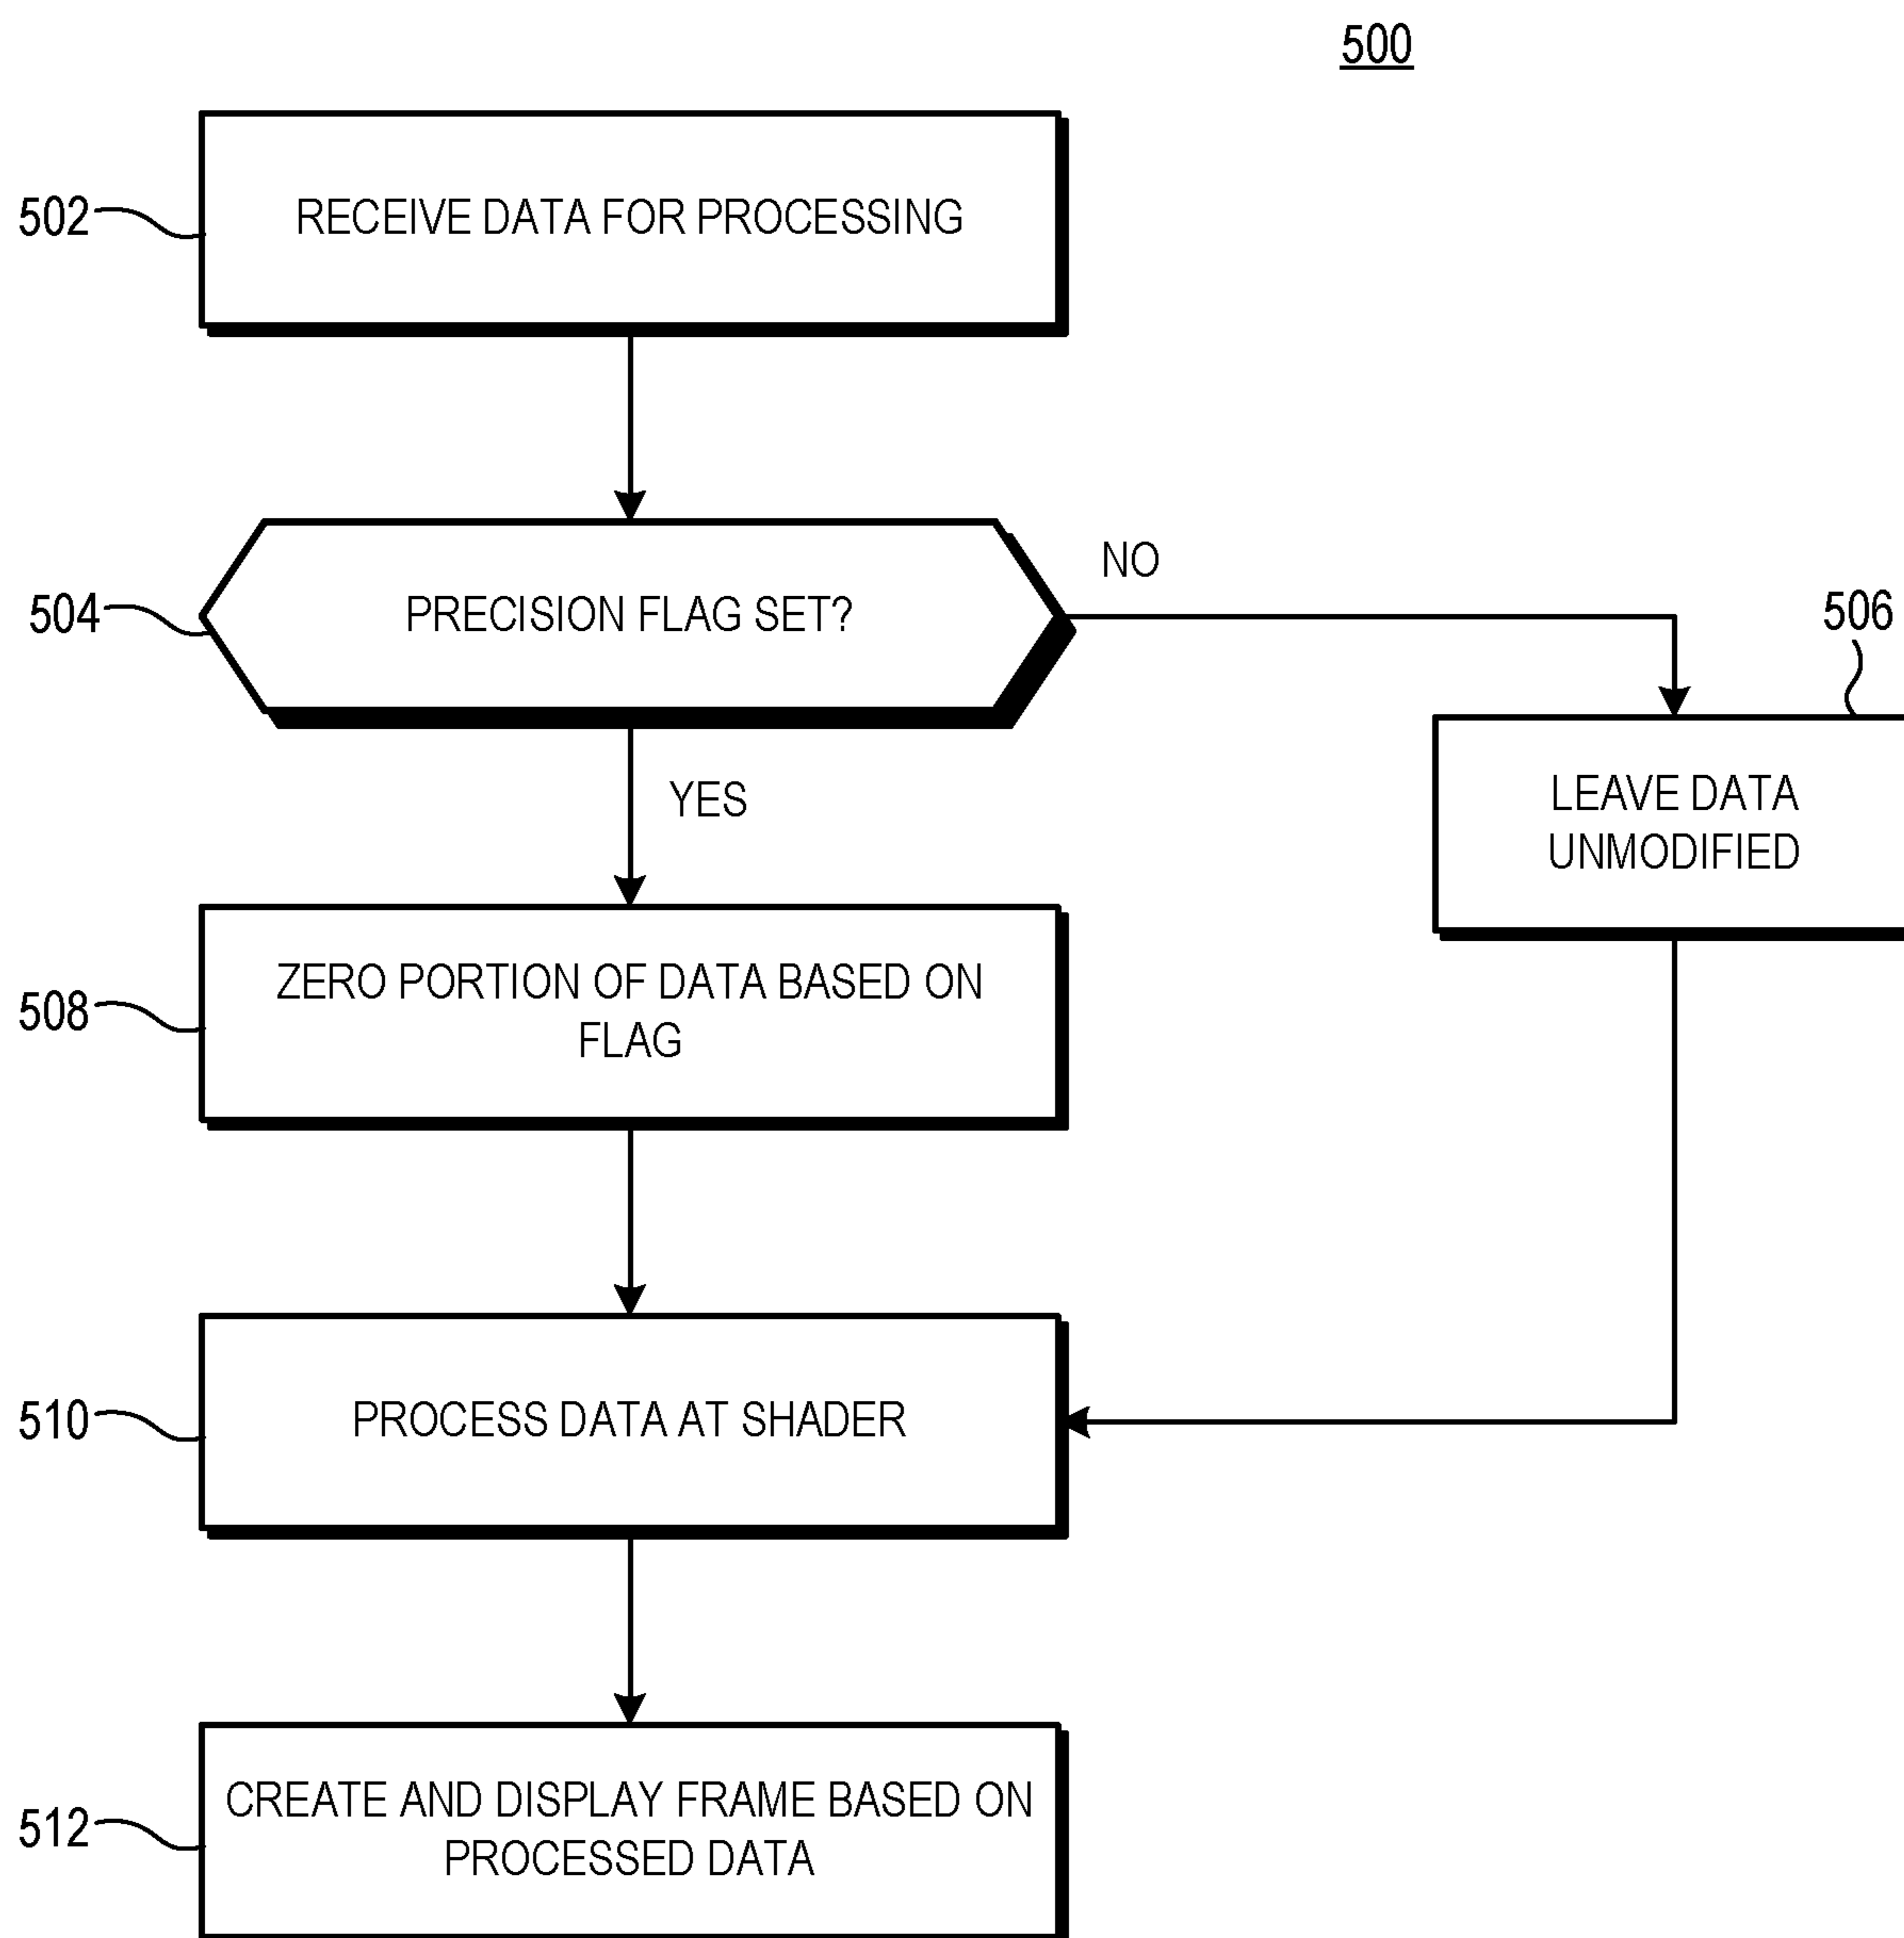 500
502
RECEIVE DATA FOR PROCESSING
504
PRECISION FLAG SET?
NO
506
LEAVE DATA
UNMODIFIED
YES
508
ZERO PORTION OF DATA BASED ON
FLAG
510
PROCESS DATA AT SHADER
512
CREATE AND DISPLAY FRAME BASED ON
PROCESSED DATA